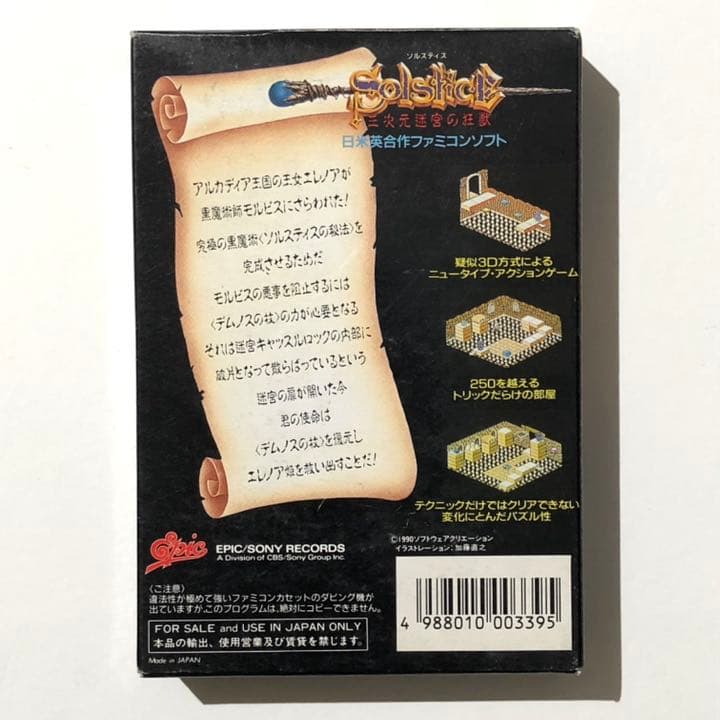 ソルスティス
SOLSTICE
三次元迷宮の狂獣
日米英合作ファミコンソフト
アルカディア王国の王女エレノアが
黒魔術師モルビスにさらわれた!
究極の黒魔術〈ソルスティスの秘法〉を
完成させるためだ
モルビスの悪事を阻止するには
〈デムノスの杖〉の力が必要となる
それは迷宮キャッスルロックの内部に
破片となって散らばっているという
迷宮の扉が開いた今
君の使命は
〈デムノスの杖〉を復元し
エレノア姫を救い出すことだ!
疑似3D方式による
ニュータイプ・アクションゲーム
250を越える
トリックだらけの部屋
テクニックだけではクリアできない
変化にとんだパズル性
Epic
EPIC/SONY RECORDS
A Division of CBS/Sony Group Inc.
©1990ソフトウェアクリエーション
イラストレーション:加藤直之
〈ご注意〉
違法性が極めて強いファミコンカセットのダビング機が
出ていますが、このプログラムは、絶対にコピーできません。
FOR SALE and USE IN JAPAN ONLY
本品の輸出、使用営業及び賃貸を禁じます。
Made in JAPAN
4 988010 003395